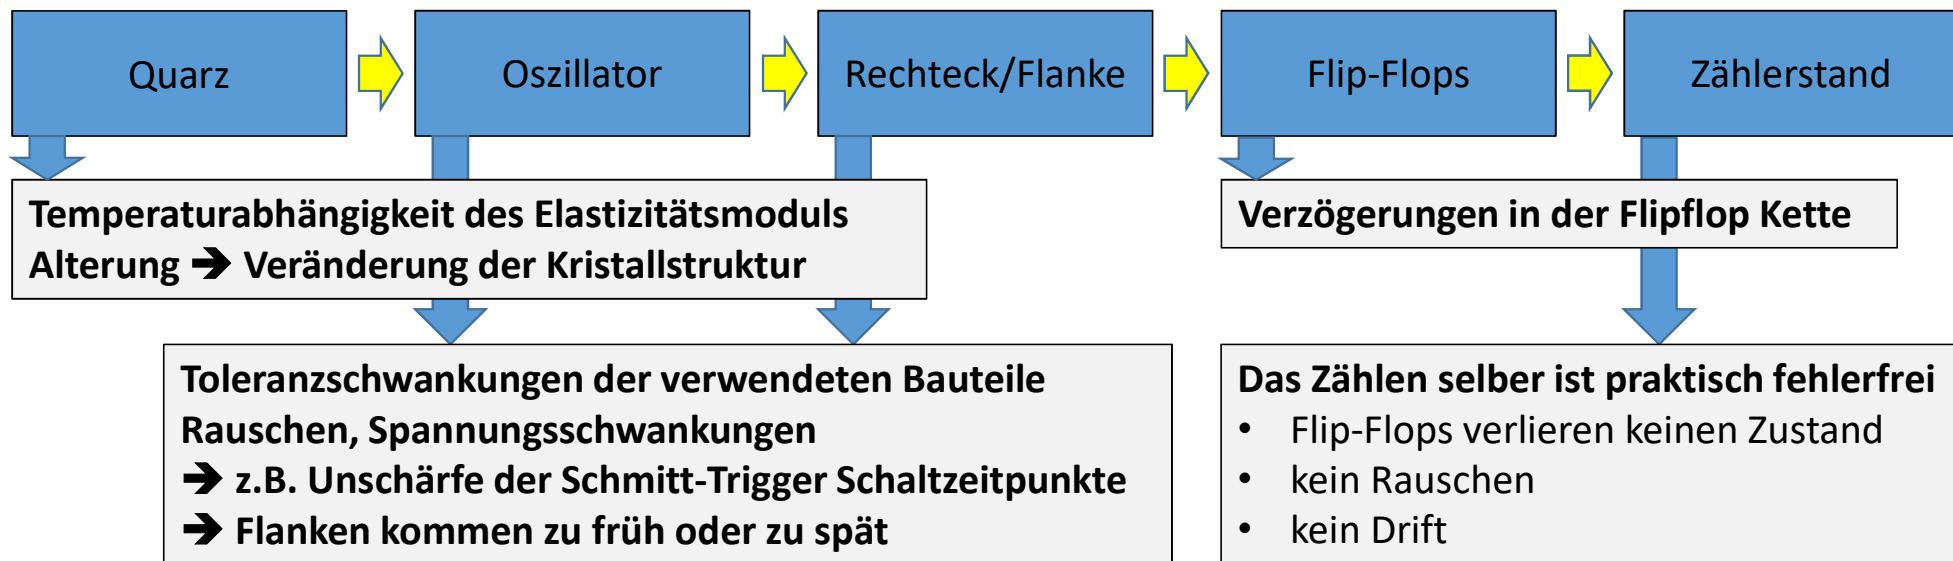 Quarz
Oszillator
Rechteck/Flanke
Flip-Flops
Zählerstand
Temperaturabhängigkeit des Elastizitätsmoduls
Alterung ➔ Veränderung der Kristallstruktur
Verzögerungen in der Flipflop Kette
Toleranzschwankungen der verwendeten Bauteile
Rauschen, Spannungsschwankungen
➔ z.B. Unschärfe der Schmitt-Trigger Schaltzeitpunkte
➔ Flanken kommen zu früh oder zu spät
Das Zählen selber ist praktisch fehlerfrei
• Flip-Flops verlieren keinen Zustand
• kein Rauschen
• kein Drift